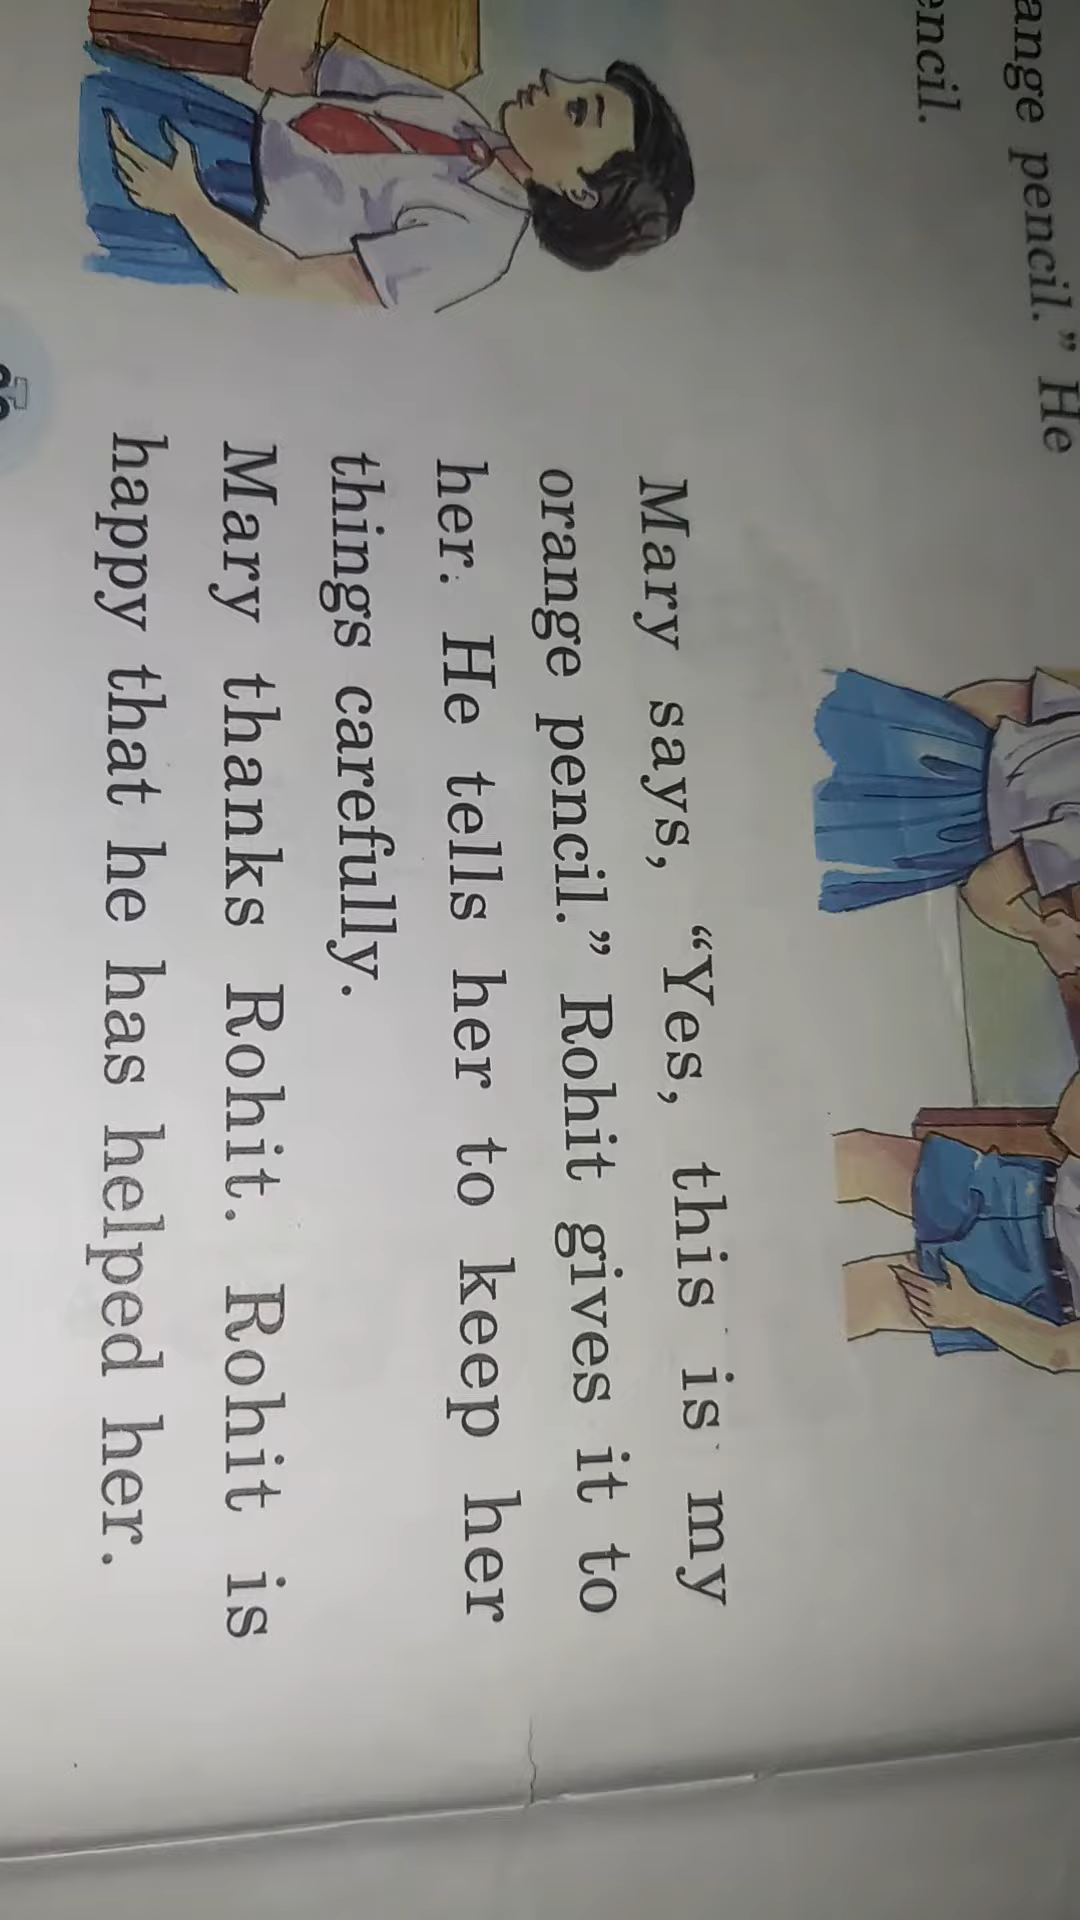 ange pencil.” He
encil.
Mary says, “Yes, this is my
orange pencil.” Rohit gives it to
her. He tells her to keep her
things carefully.
Mary thanks Rohit. Rohit is
happy that he has helped her.